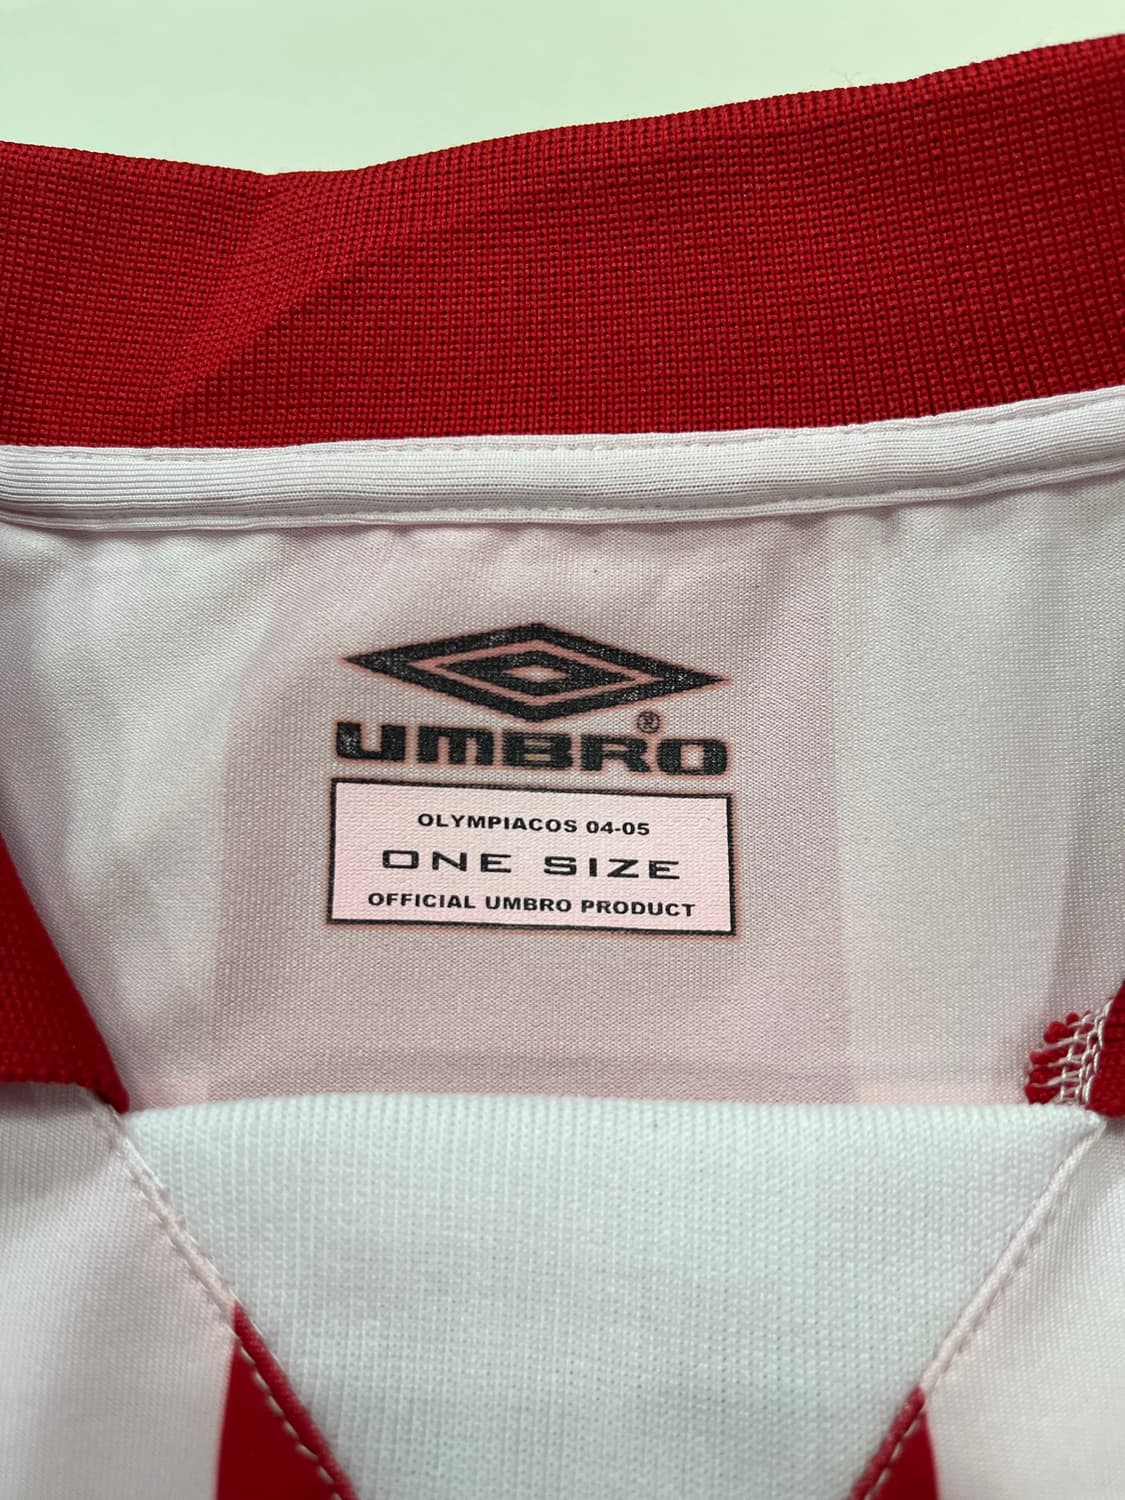 UMBRO®
OLYMPIACOS 04-05
ONE SIZE
OFFICIAL UMBRO PRODUCT